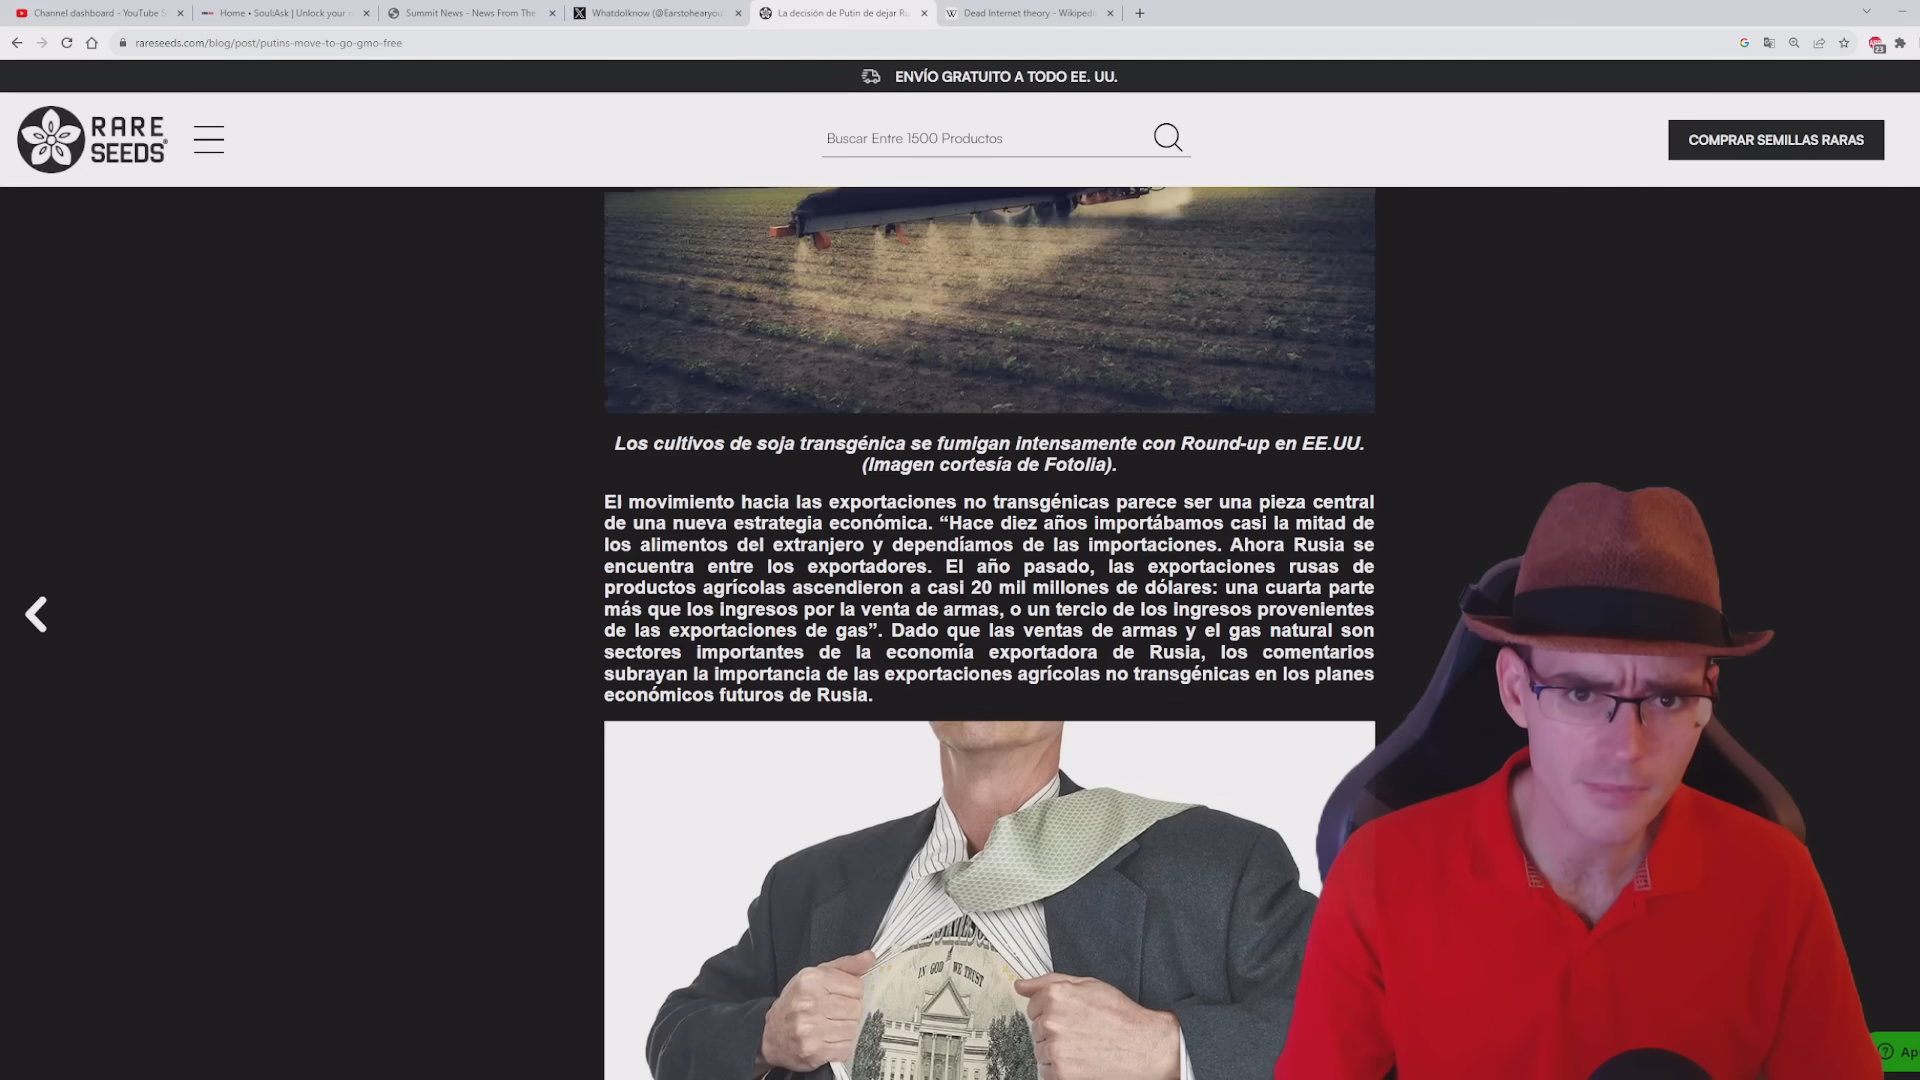 Channel dashboard - YouTube S
Home • SoulAsk | Unlock your
Summit News - News From The
WhatdoIknow (@Earstohearyou
La decisión de Putin de dejar Ru
Dead Internet theory - Wikipedi
rareseeds.com/blog/post/putins-move-to-go-gmo-free
23
ENVÍO GRATUITO A TODO EE. UU.
RARE
SEEDS®
Buscar Entre 1500 Productos
COMPRAR SEMILLAS RARAS
Los cultivos de soja transgénica se fumigan intensamente con Round-up en EE.UU.
(Imagen cortesía de Fotolia).
El movimiento hacia las exportaciones no transgénicas parece ser una pieza central
de una nueva estrategia económica. “Hace diez años importábamos casi la mitad de
los alimentos del extranjero y dependíamos de las importaciones. Ahora Rusia se
encuentra entre los exportadores. El año pasado, las exportaciones rusas de
productos agrícolas ascendieron a casi 20 mil millones de dólares: una cuarta parte
más que los ingresos por la venta de armas, o un tercio de los ingresos provenientes
de las exportaciones de gas”. Dado que las ventas de armas y el gas natural son
sectores importantes de la economía exportadora de Rusia, los comentarios
subrayan la importancia de las exportaciones agrícolas no transgénicas en los planes
económicos futuros de Rusia.
IN GOD WE TRUST
Ap